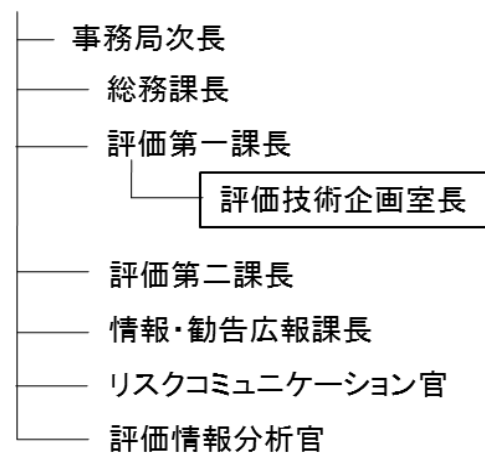 事務局次長
総務課長
評価第一課長
評価技術企画室長
評価第二課長
情報・勧告広報課長
リスクコミュニケーション官
評価情報分析官